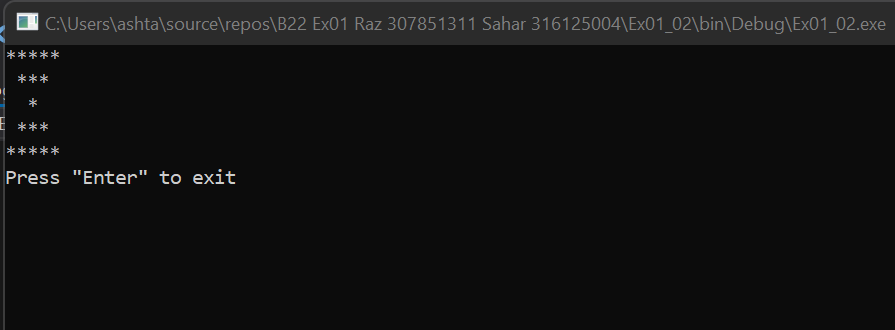 C:\Users\ashta\source\repos\B22 Ex01 Raz 307851311 Sahar 316125004\Ex01_02\bin\Debug\Ex01_02.exe
*****
 ***
  *
 ***
*****
Press "Enter" to exit